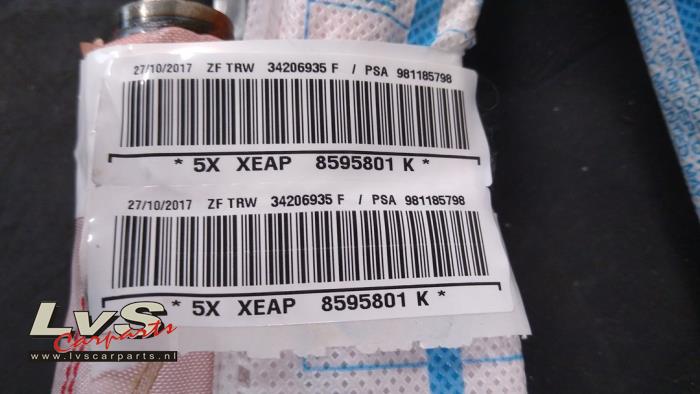 27/10/2017 ZF TRW 34206935 F / PSA 981185798
* 5X XEAP 8595801 K *
27/10/2017 ZF TRW 34206935 F / PSA 981185798
* 5X XEAP 8595801 K *
LvS
Carparts
www.lvscarparts.nl